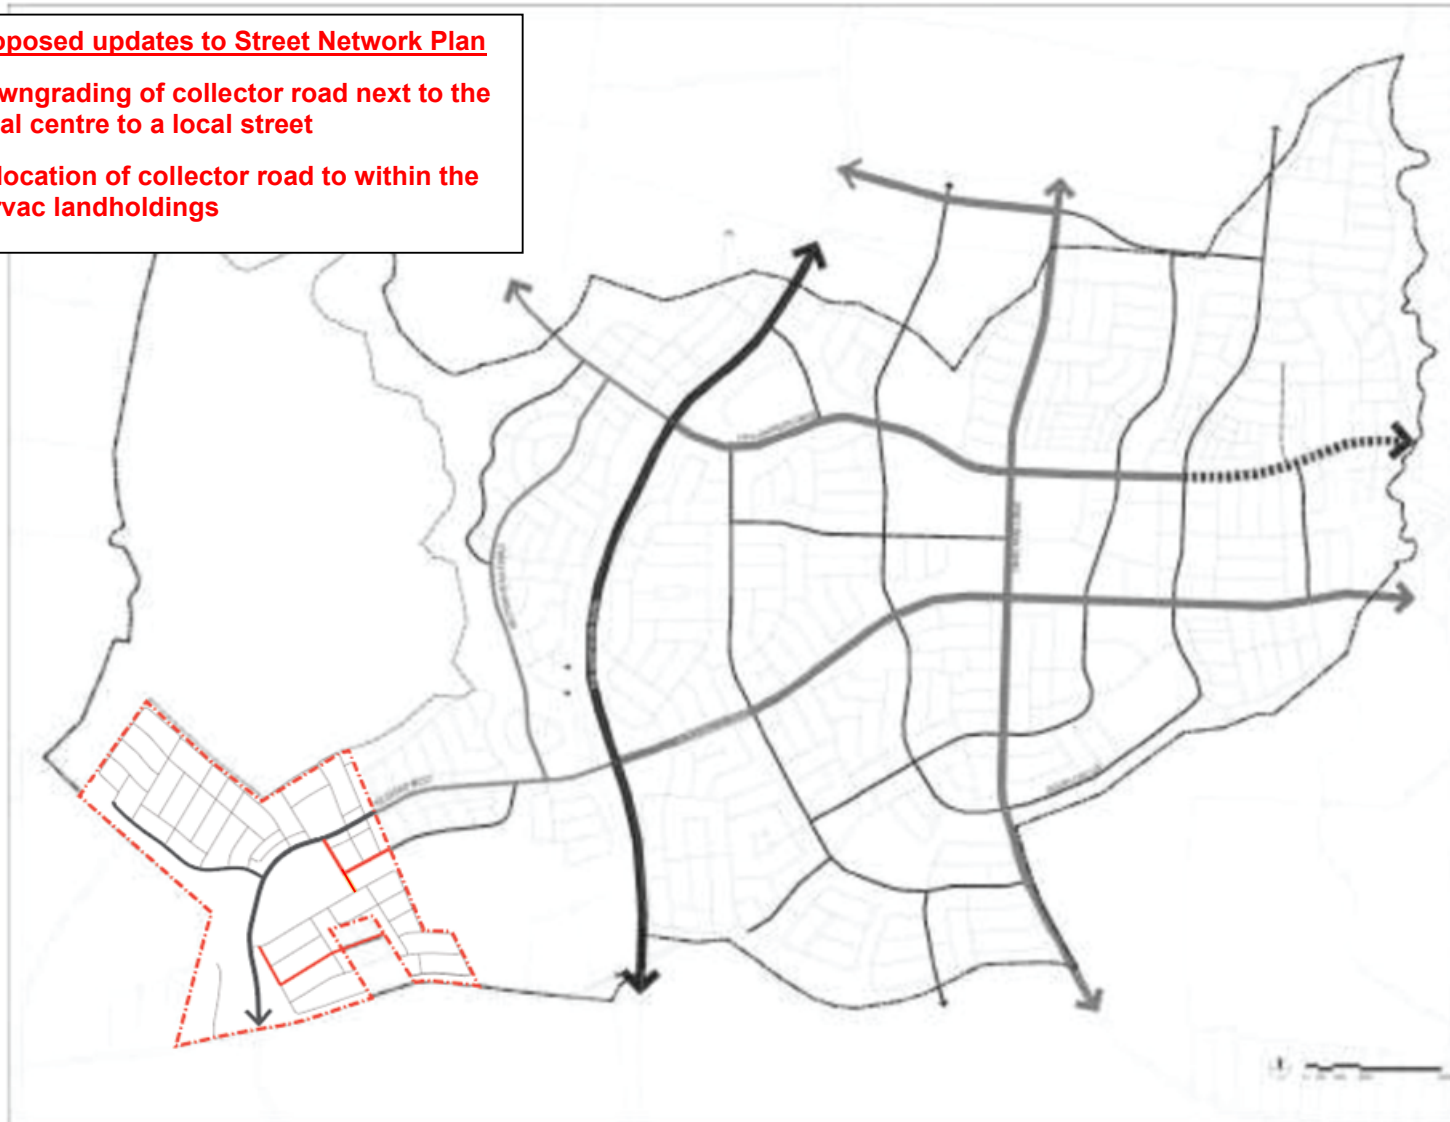 oposed updates to Street Network Plan
wngrading of collector road next to the
al centre to a local street
location of collector road to within the
vac landholdings